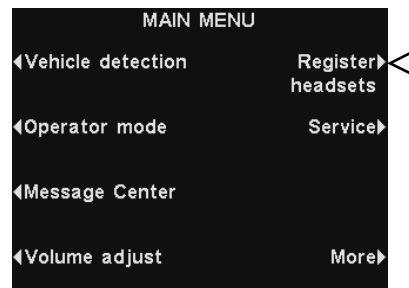 MAIN MENU
Vehicle detection
Register
headsets
Operator mode
Service
Message Center
Volume adjust
More